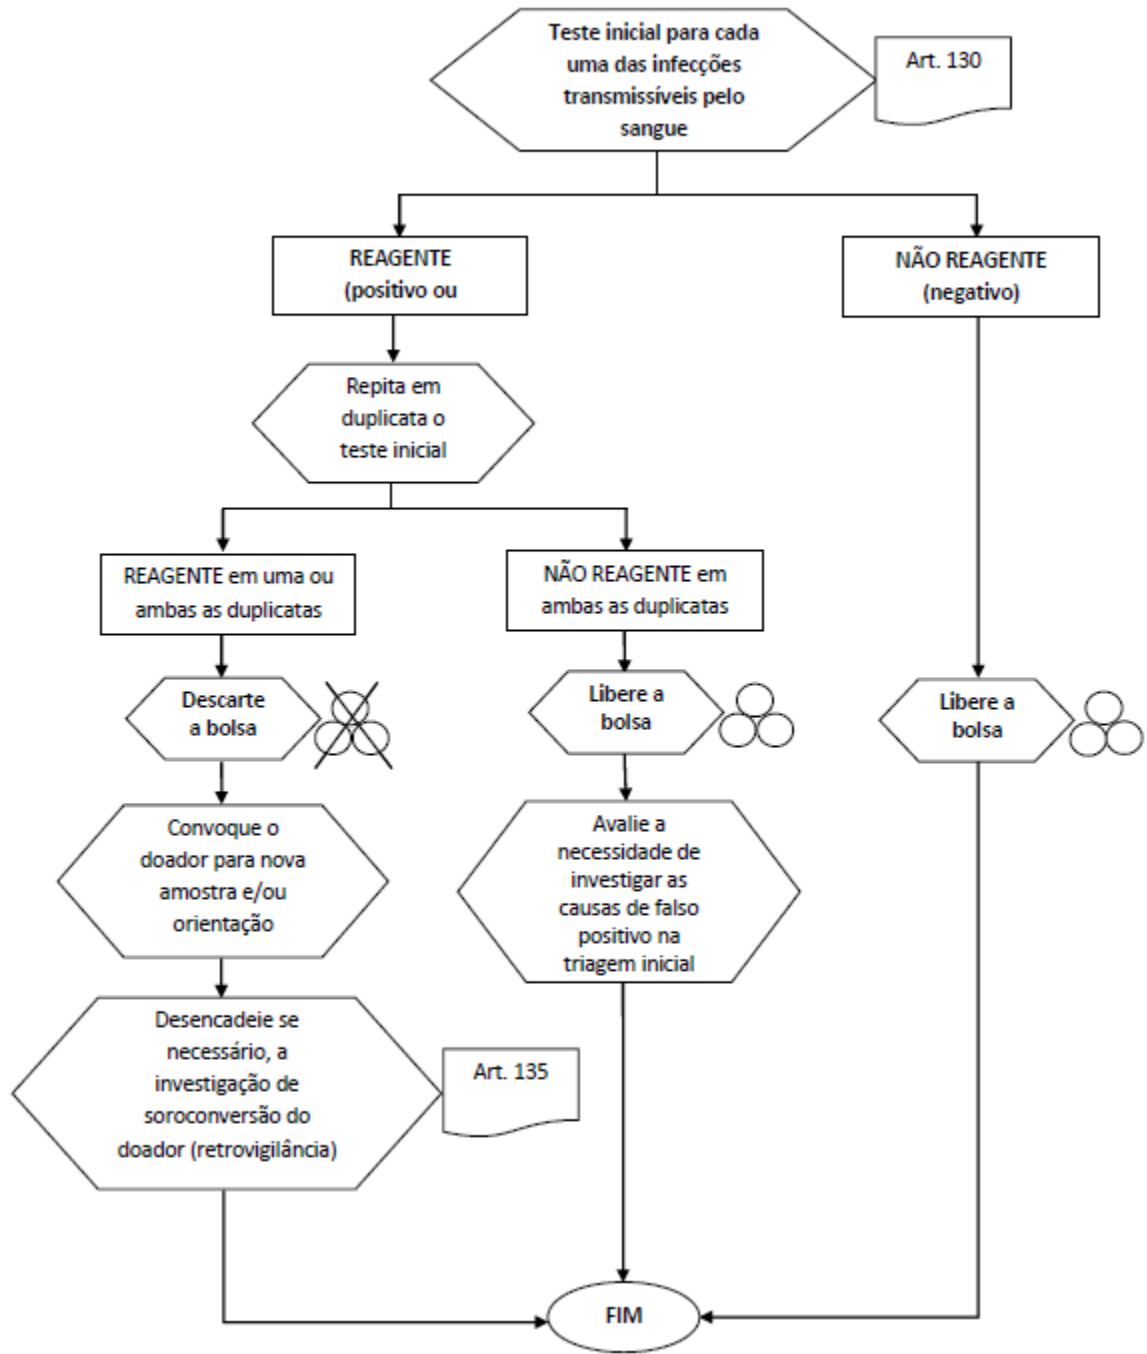 Teste inicial para cada
uma das infecções
transmissíveis pelo
sangue
Art. 130
REAGENTE
(positivo ou
NÃO REAGENTE
(negativo)
Repita em
duplicata o
teste inicial
REAGENTE em uma ou
ambas as duplicatas
NÃO REAGENTE em
ambas as duplicatas
Descarte
a bolsa
Libere a
bolsa
Libere a
bolsa
Convoque o
doador para nova
amostra e/ou
orientação
Avalie a
necessidade de
investigar as
causas de falso
positivo na
triagem inicial
Desencadeie se
necessário, a
investigação de
soroconversão do
doador (retrovigilância)
Art. 135
FIM